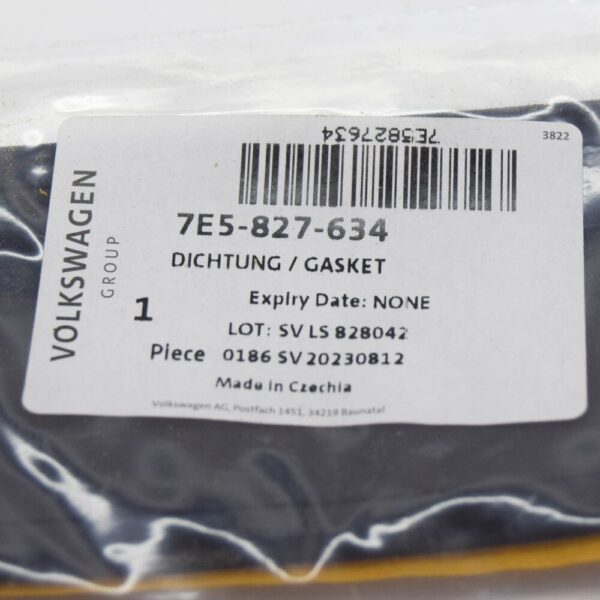 7E5827634
3822
VOLKSWAGEN
GROUP
7E5-827-634
DICHTUNG / GASKET
Expiry Date: NONE
1
LOT: SV LS 828042
Piece 0186 SV 20230812
Made in Czechia
Volkswagen AG, Postfach 1451, 34219 Baunatal